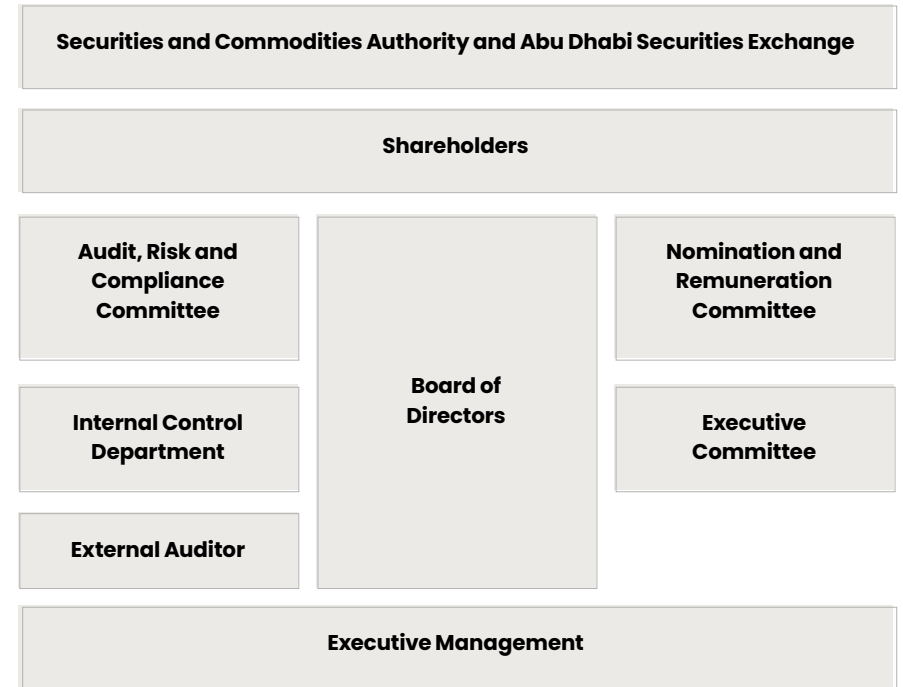 Securities and Commodities Authority and Abu Dhabi Securities Exchange
Shareholders
Audit, Risk and
Compliance
Committee
Internal Control
Department
External Auditor
Board of
Directors
Nomination and
Remuneration
Committee
Executive
Committee
Executive Management